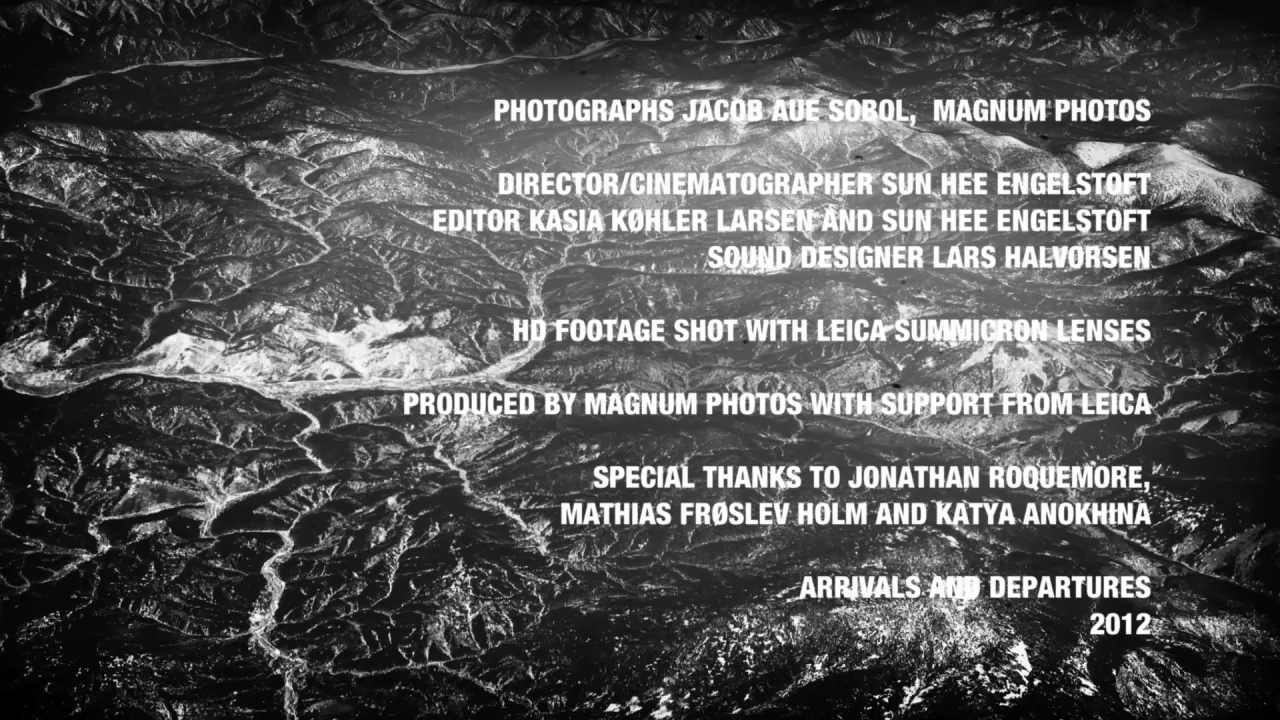 PHOTOGRAPHS JACOB AUE SOBOL, MAGNUM PHOTOS
DIRECTOR/CINEMATOGRAPHER SUN HEE ENGELSTOFT
EDITOR KASIA KØHLER LARSEN AND SUN HEE ENGELSTOFT
SOUND DESIGNER LARS HALVORSEN
HD FOOTAGE SHOT WITH LEICA SUMMICRON LENSES
PRODUCED BY MAGNUM PHOTOS WITH SUPPORT FROM LEICA
SPECIAL THANKS TO JONATHAN ROQUEMORE,
MATHIAS FRØSLEV HOLM AND KATYA ANOKHINA
ARRIVALS AND DEPARTURES
2012